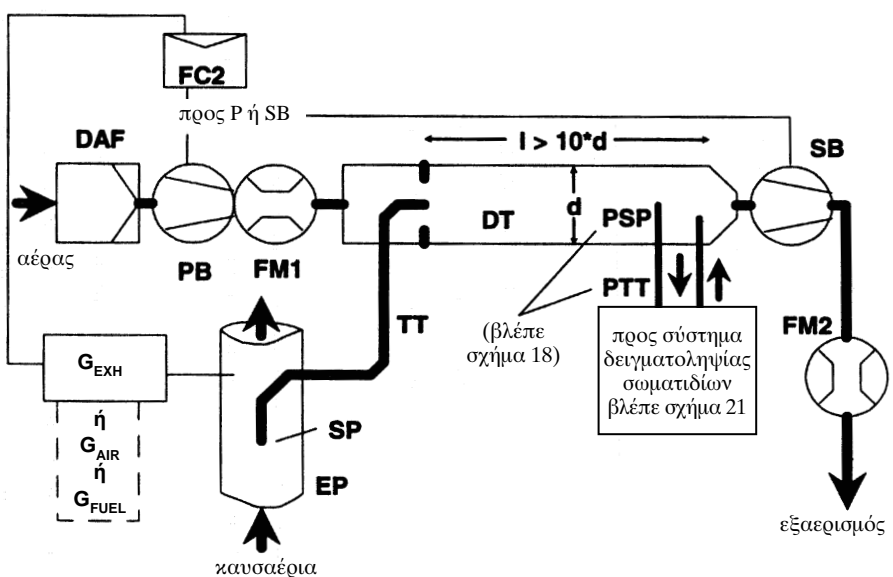 FC2
προς P ή SB
DAF
l > 10*d
SB
d
DT
PSP
αέρας
PB
FM1
PTT
TT
(βλέπε
σχήμα 18)
FM2
προς σύστημα
δειγματοληψίας
σωματιδίων
βλέπε σχήμα 21
GEXH
ή
GAIR
ή
GFUEL
SP
EP
εξαερισμός
καυσαέρια